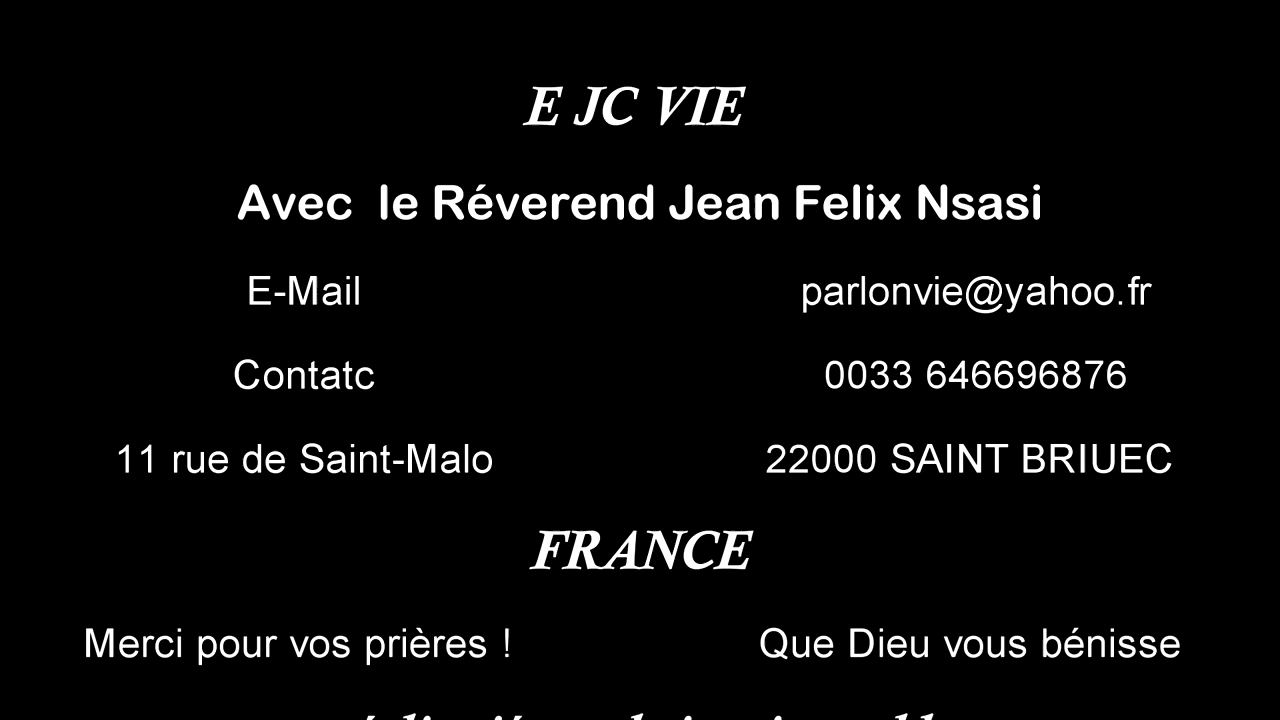 E JC VIE
Avec le Réverend Jean Felix Nsasi
E-Mail parlonvie@yahoo.fr
Contatc 0033 646696876
11 rue de Saint-Malo 22000 SAINT BRIUEC
FRANCE
Merci pour vos prières ! Que Dieu vous bénisse